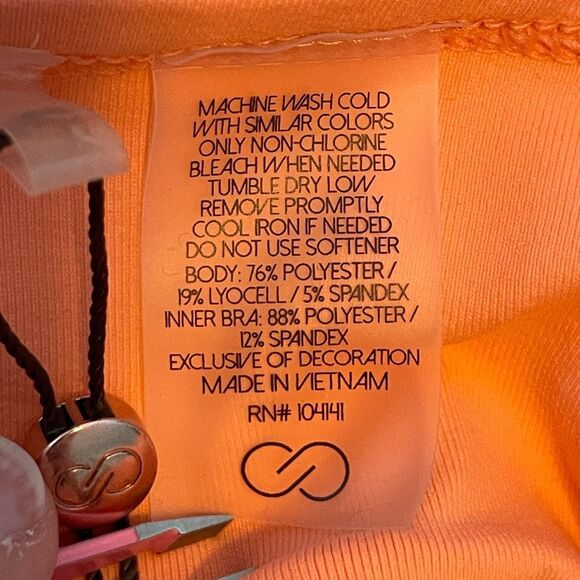 MACHINE WASH COLD
WITH SIMILAR COLORS
ONLY NON-CHLORINE
BLEACH WHEN NEEDED
TUMBLE DRY LOW
REMOVE PROMPTLY
COOL IRON IF NEEDED
DO NOT USE SOFTENER
BODY: 76% POLYESTER /
19% LYOCELL / 5% SPANDEX
INNER BRA: 88% POLYESTER /
12% SPANDEX
EXCLUSIVE OF DECORATION
MADE IN VIETNAM
RN# 104141